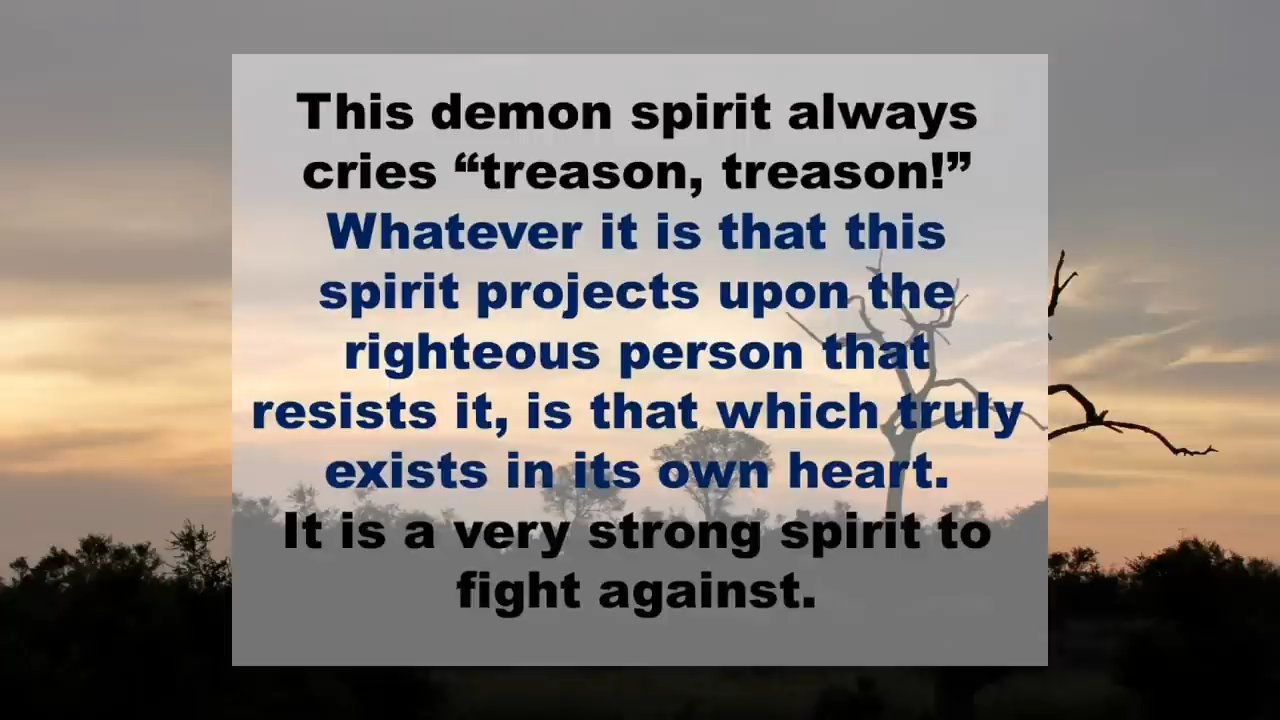 This demon spirit always
cries “treason, treason!”
Whatever it is that this
spirit projects upon the
righteous person that
resists it, is that which truly
exists in its own heart.
It is a very strong spirit to
fight against.